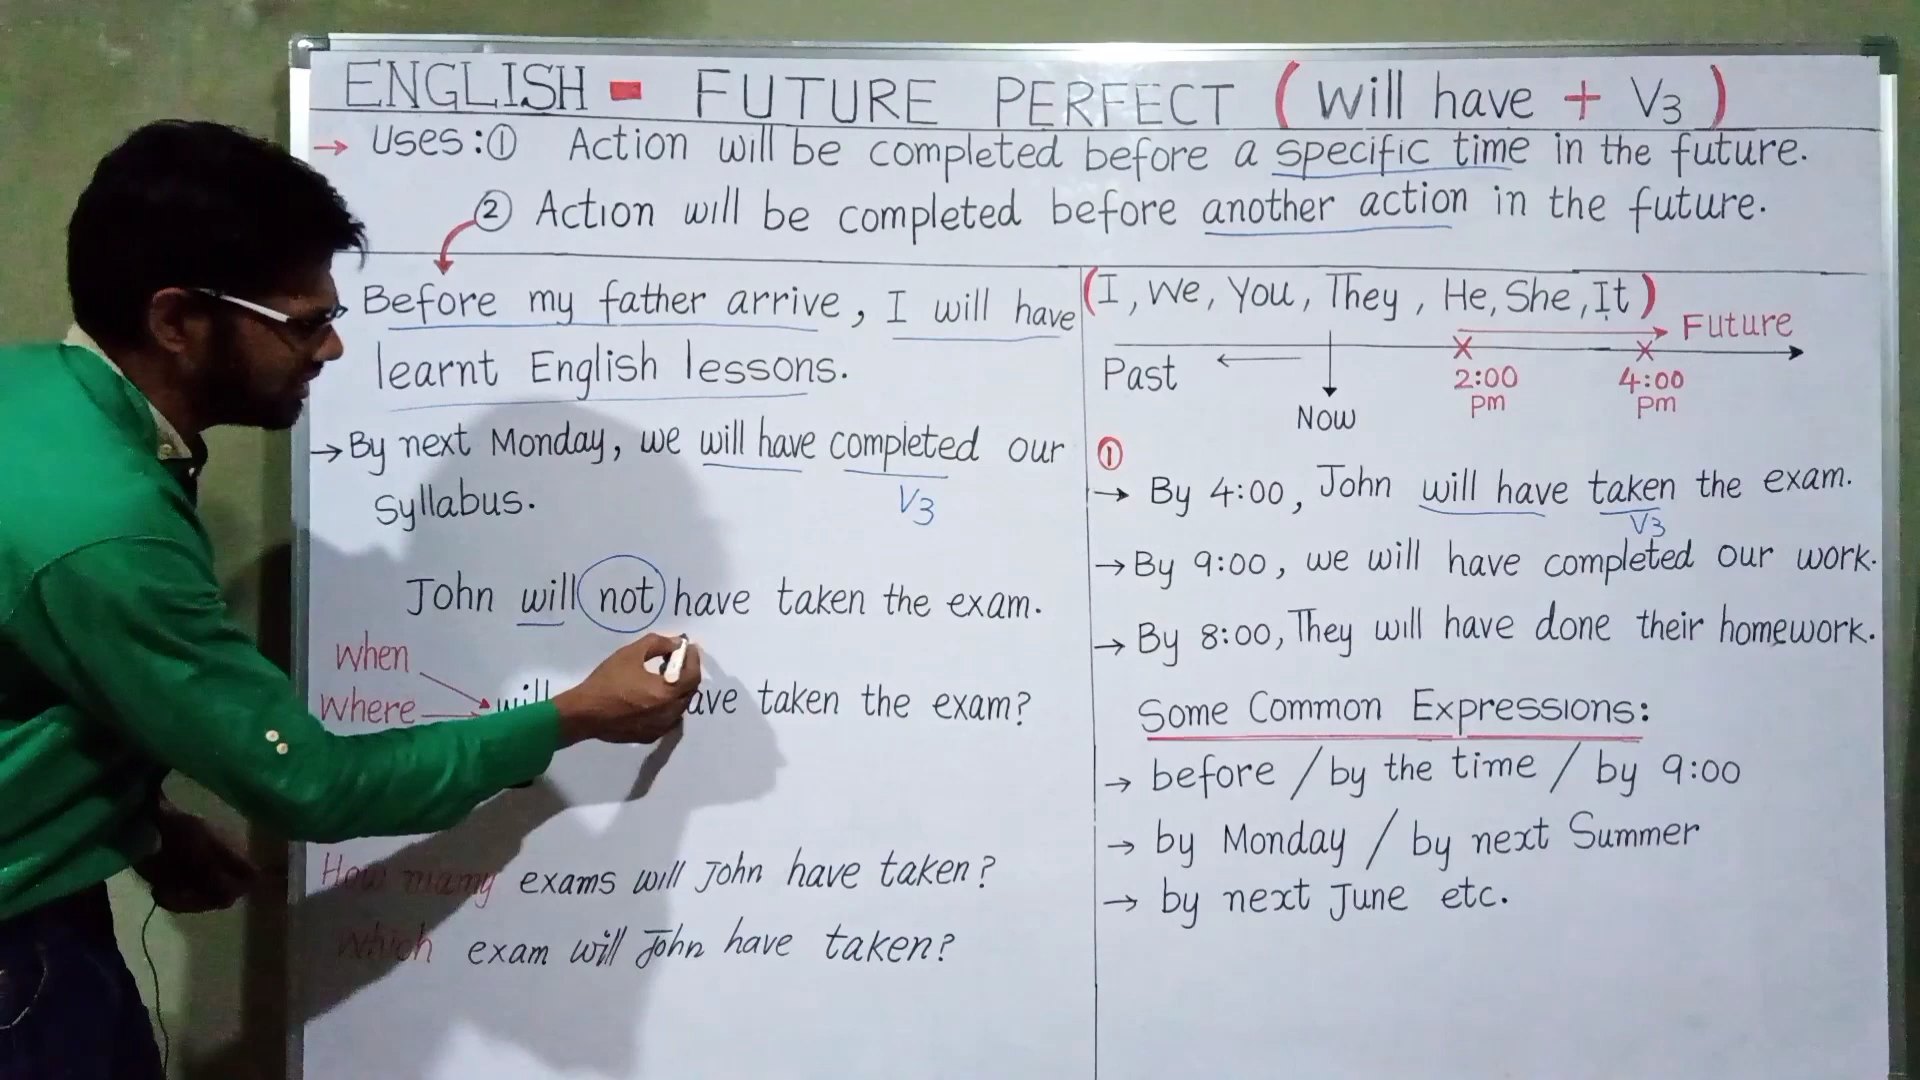 ENGLISH - FUTURE PERFECT (Will have + V3)
→ Uses:① Action will be completed before a specific time in the future.
② Action will be completed before another action in the future.
Before my father arrive, I will have
learnt English lessons.
→ By next Monday, we will have completed our
V3
Syllabus.
John will not have taken the exam.
When
Where
will ave taken the exam?
How mamy exams will John have taken?
Which exam will John have taken?
(I, We, You, They, He, She, It)
Future
Past
Now
2:00 pm
4:00 pm
①
→ By 4:00, John will have taken the exam.
V3
→ By 9:00, we will have completed our work.
→ By 8:00, They will have done their homework.
Some Common Expressions:
→ before / by the time / by 9:00
→ by Monday / by next Summer
→ by next June etc.